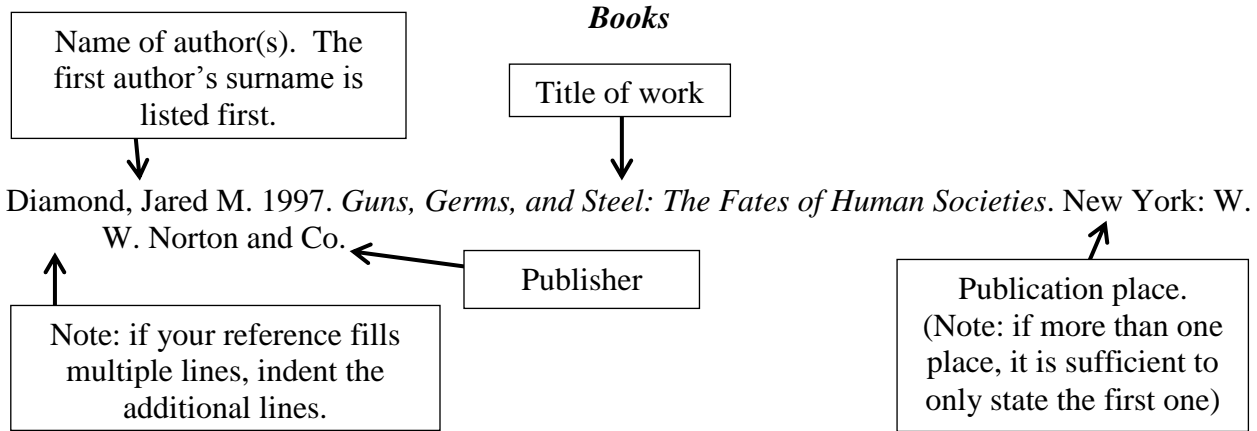 Books
Name of author(s).  The
first author’s surname is
listed first.
Title of work
Diamond, Jared M. 1997. Guns, Germs, and Steel: The Fates of Human Societies. New York: W.
W. Norton and Co.
Publisher
Note: if your reference fills
multiple lines, indent the
additional lines.
Publication place.
(Note: if more than one
place, it is sufficient to
only state the first one)